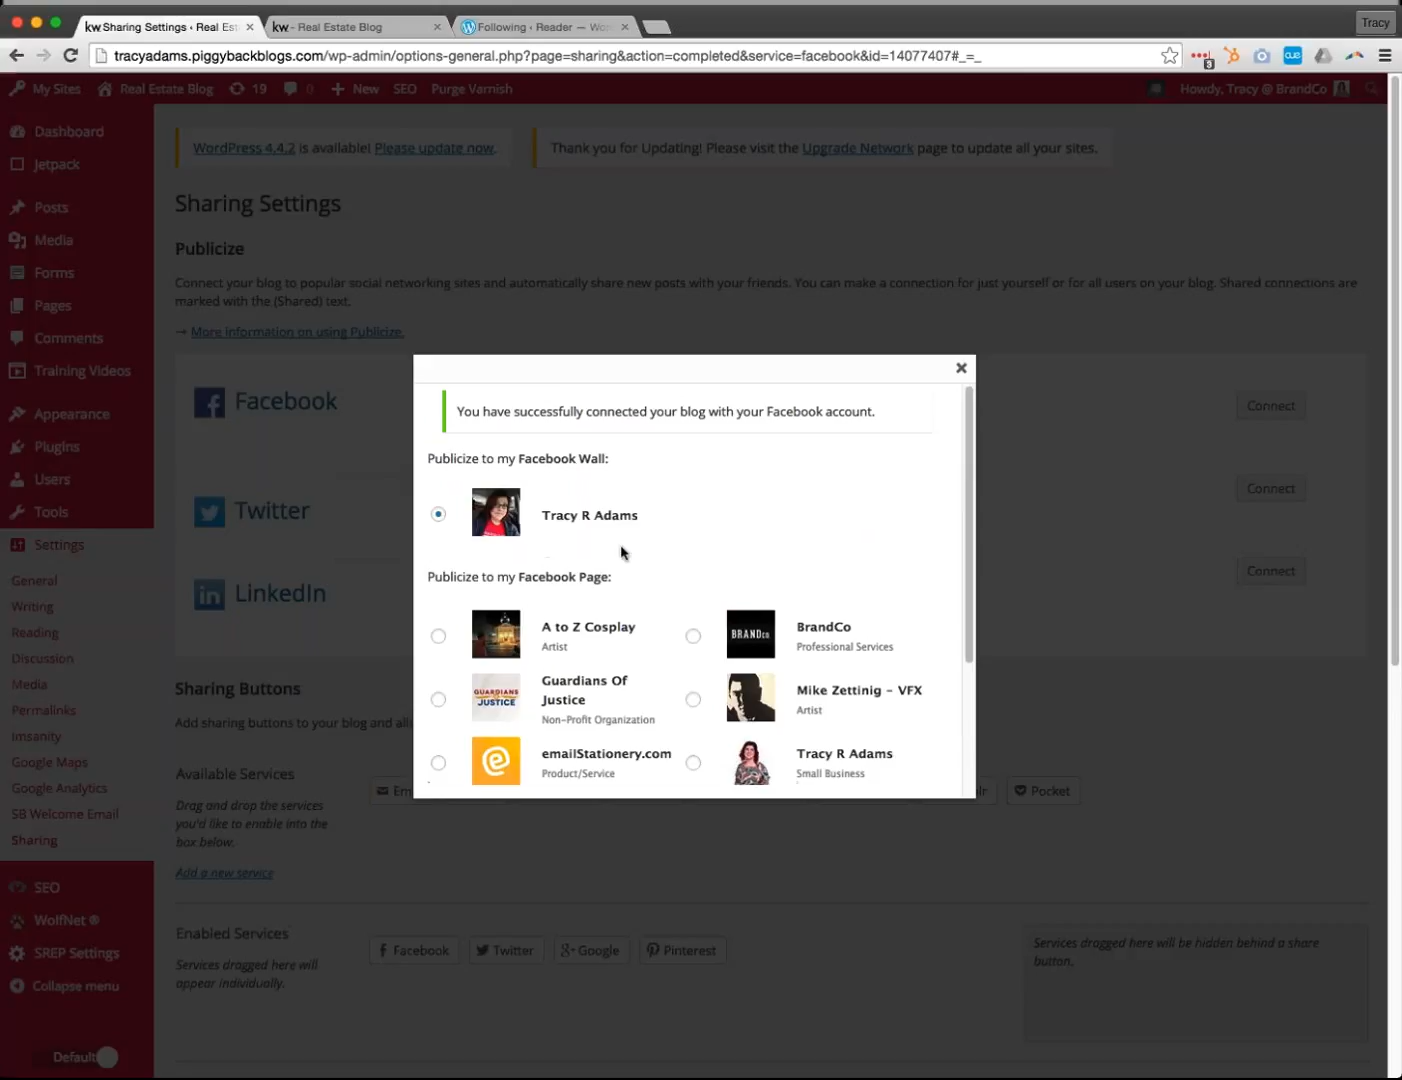 kw Sharing Settings ‹ Real Est
kw - Real Estate Blog
Following ‹ Reader — Wor
Tracy
tracyadams.piggybackblogs.com/wp-admin/options-general.php?page=sharing&action=completed&service=facebook&id=14077407#_=_
3
My Sites
Real Estate Blog
19
0
New
SEO
Purge Varnish
Howdy, Tracy @ BrandCo
Dashboard
Jetpack
Posts
Media
Forms
Pages
Comments
Training Videos
Appearance
Plugins
Users
Tools
Settings
General
Writing
Reading
Discussion
Media
Permalinks
Insanity
Google Maps
Google Analytics
SB Welcome Email
Sharing
SEO
WolfNet ®
SREP Settings
Collapse menu
Default
WordPress 4.4.2 is available! Please update now.
Thank you for Updating! Please visit the Upgrade Network page to update all your sites.
Sharing Settings
Publicize
Connect your blog to popular social networking sites and automatically share new posts with your friends. You can make a connection for just yourself or for all users on your blog. Shared connections are
marked with the (Shared) text.
→ More information on using Publicize.
Facebook
Connect
Twitter
Connect
LinkedIn
Connect
You have successfully connected your blog with your Facebook account.
Publicize to my Facebook Wall:
Tracy R Adams
Publicize to my Facebook Page:
A to Z Cosplay
Artist
BRANDCO
BrandCo
Professional Services
GUARDIANS
OF
JUSTICE
Guardians Of
Justice
Non-Profit Organization
Mike Zettinig - VFX
Artist
emailStationery.com
Product/Service
Tracy R Adams
Small Business
Sharing Buttons
Add sharing buttons to your blog and al
Available Services
Drag and drop the services
you'd like to enable into the
box below.
Add a new service
Em
lr
Pocket
Enabled Services
Services dragged here will
appear individually.
Facebook
Twitter
Google
Pinterest
Services dragged here will be hidden behind a share
button.